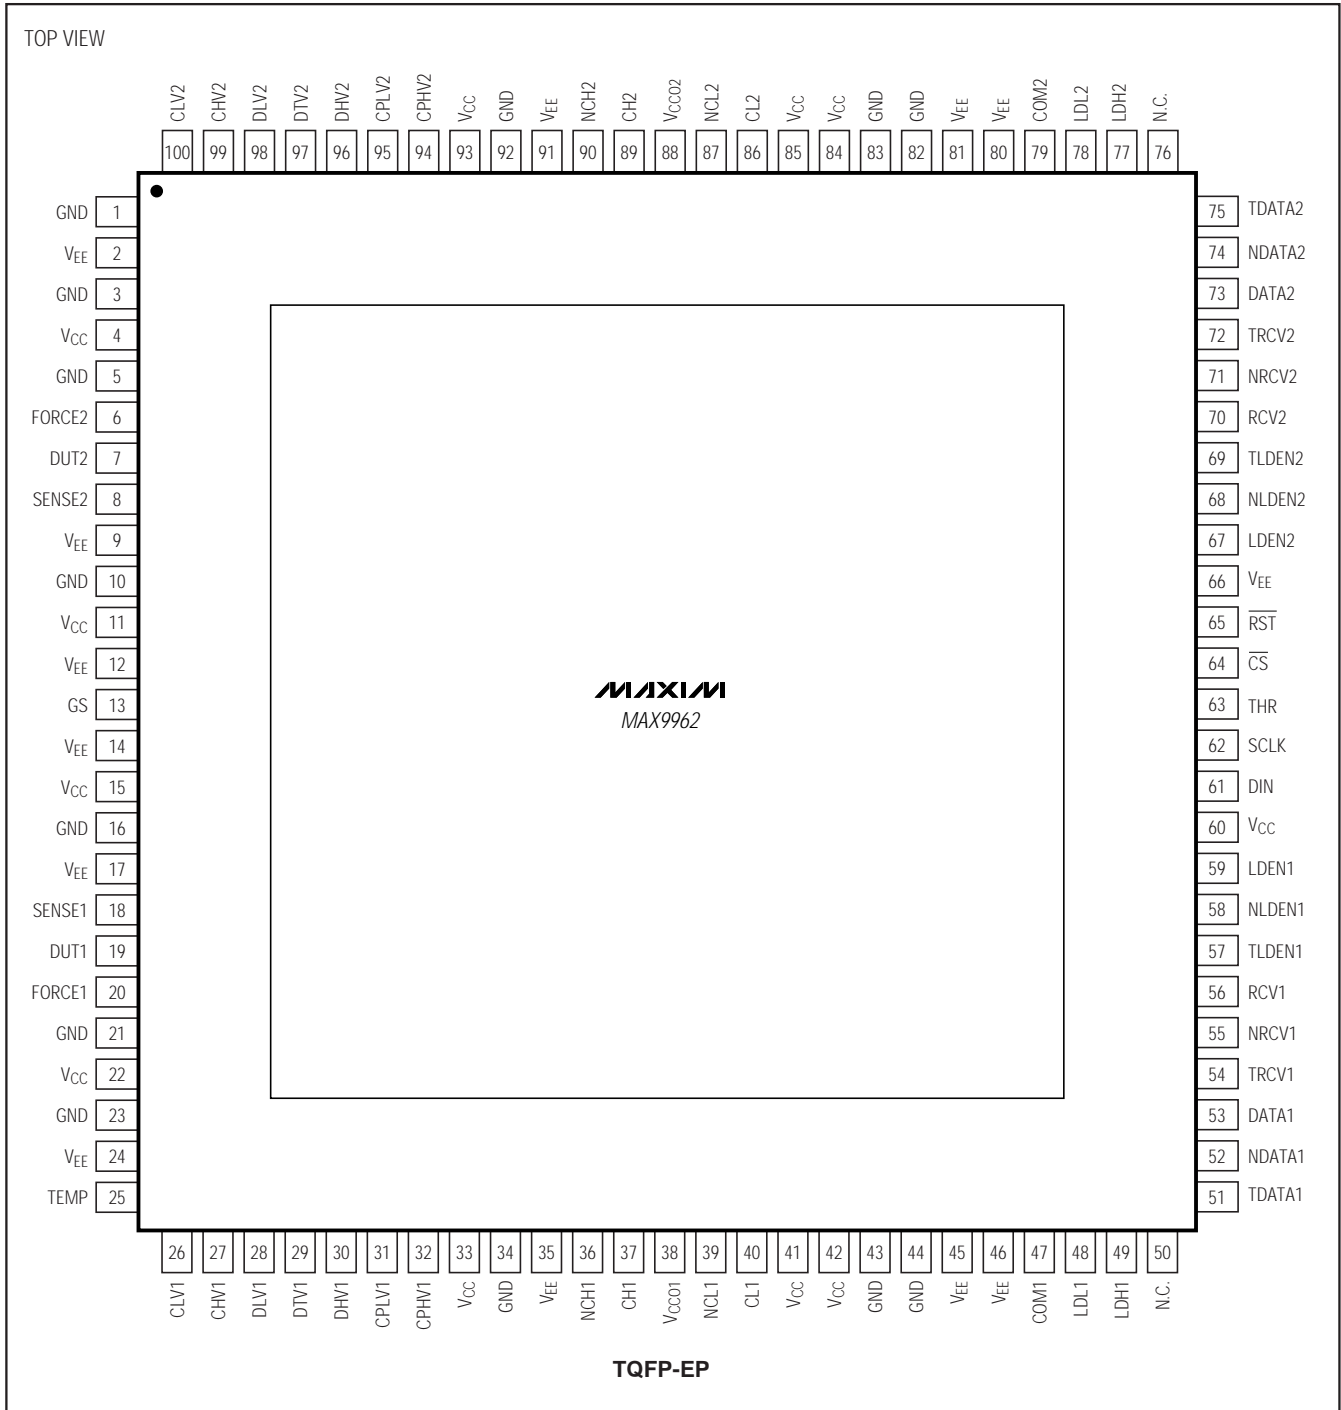 TOP VIEW
CLV2 CHV2 DLV2 DTV2 DHV2 CPLV2 CPHV2 VCC GND VEE NCH2 CH2 VCCO2 NCL2 CL2 VCC VCC GND GND VEE VEE COM2 LDL2 LDH2 N.C.
100 99 98 97 96 95 94 93 92 91 90 89 88 87 86 85 84 83 82 81 80 79 78 77 76
GND 1 75 TDATA2
VEE 2 74 NDATA2
GND 3 73 DATA2
VCC 4 72 TRCV2
GND 5 71 NRCV2
FORCE2 6 70 RCV2
DUT2 7 69 TLDEN2
SENSE2 8 68 NLDEN2
VEE 9 67 LDEN2
GND 10 66 VEE
VCC 11 65 R̅S̅T̅
VEE 12 64 C̅S̅
GS 13 63 THR
VEE 14 62 SCLK
VCC 15 61 DIN
GND 16 60 VCC
VEE 17 59 LDEN1
SENSE1 18 58 NLDEN1
DUT1 19 57 TLDEN1
FORCE1 20 56 RCV1
GND 21 55 NRCV1
VCC 22 54 TRCV1
GND 23 53 DATA1
VEE 24 52 NDATA1
TEMP 25 51 TDATA1
MAXIM
MAX9962
26 27 28 29 30 31 32 33 34 35 36 37 38 39 40 41 42 43 44 45 46 47 48 49 50
CLV1 CHV1 DLV1 DTV1 DHV1 CPLV1 CPHV1 VCC GND VEE NCH1 CH1 VCCO1 NCL1 CL1 VCC VCC GND GND VEE VEE COM1 LDL1 LDH1 N.C.
TQFP-EP